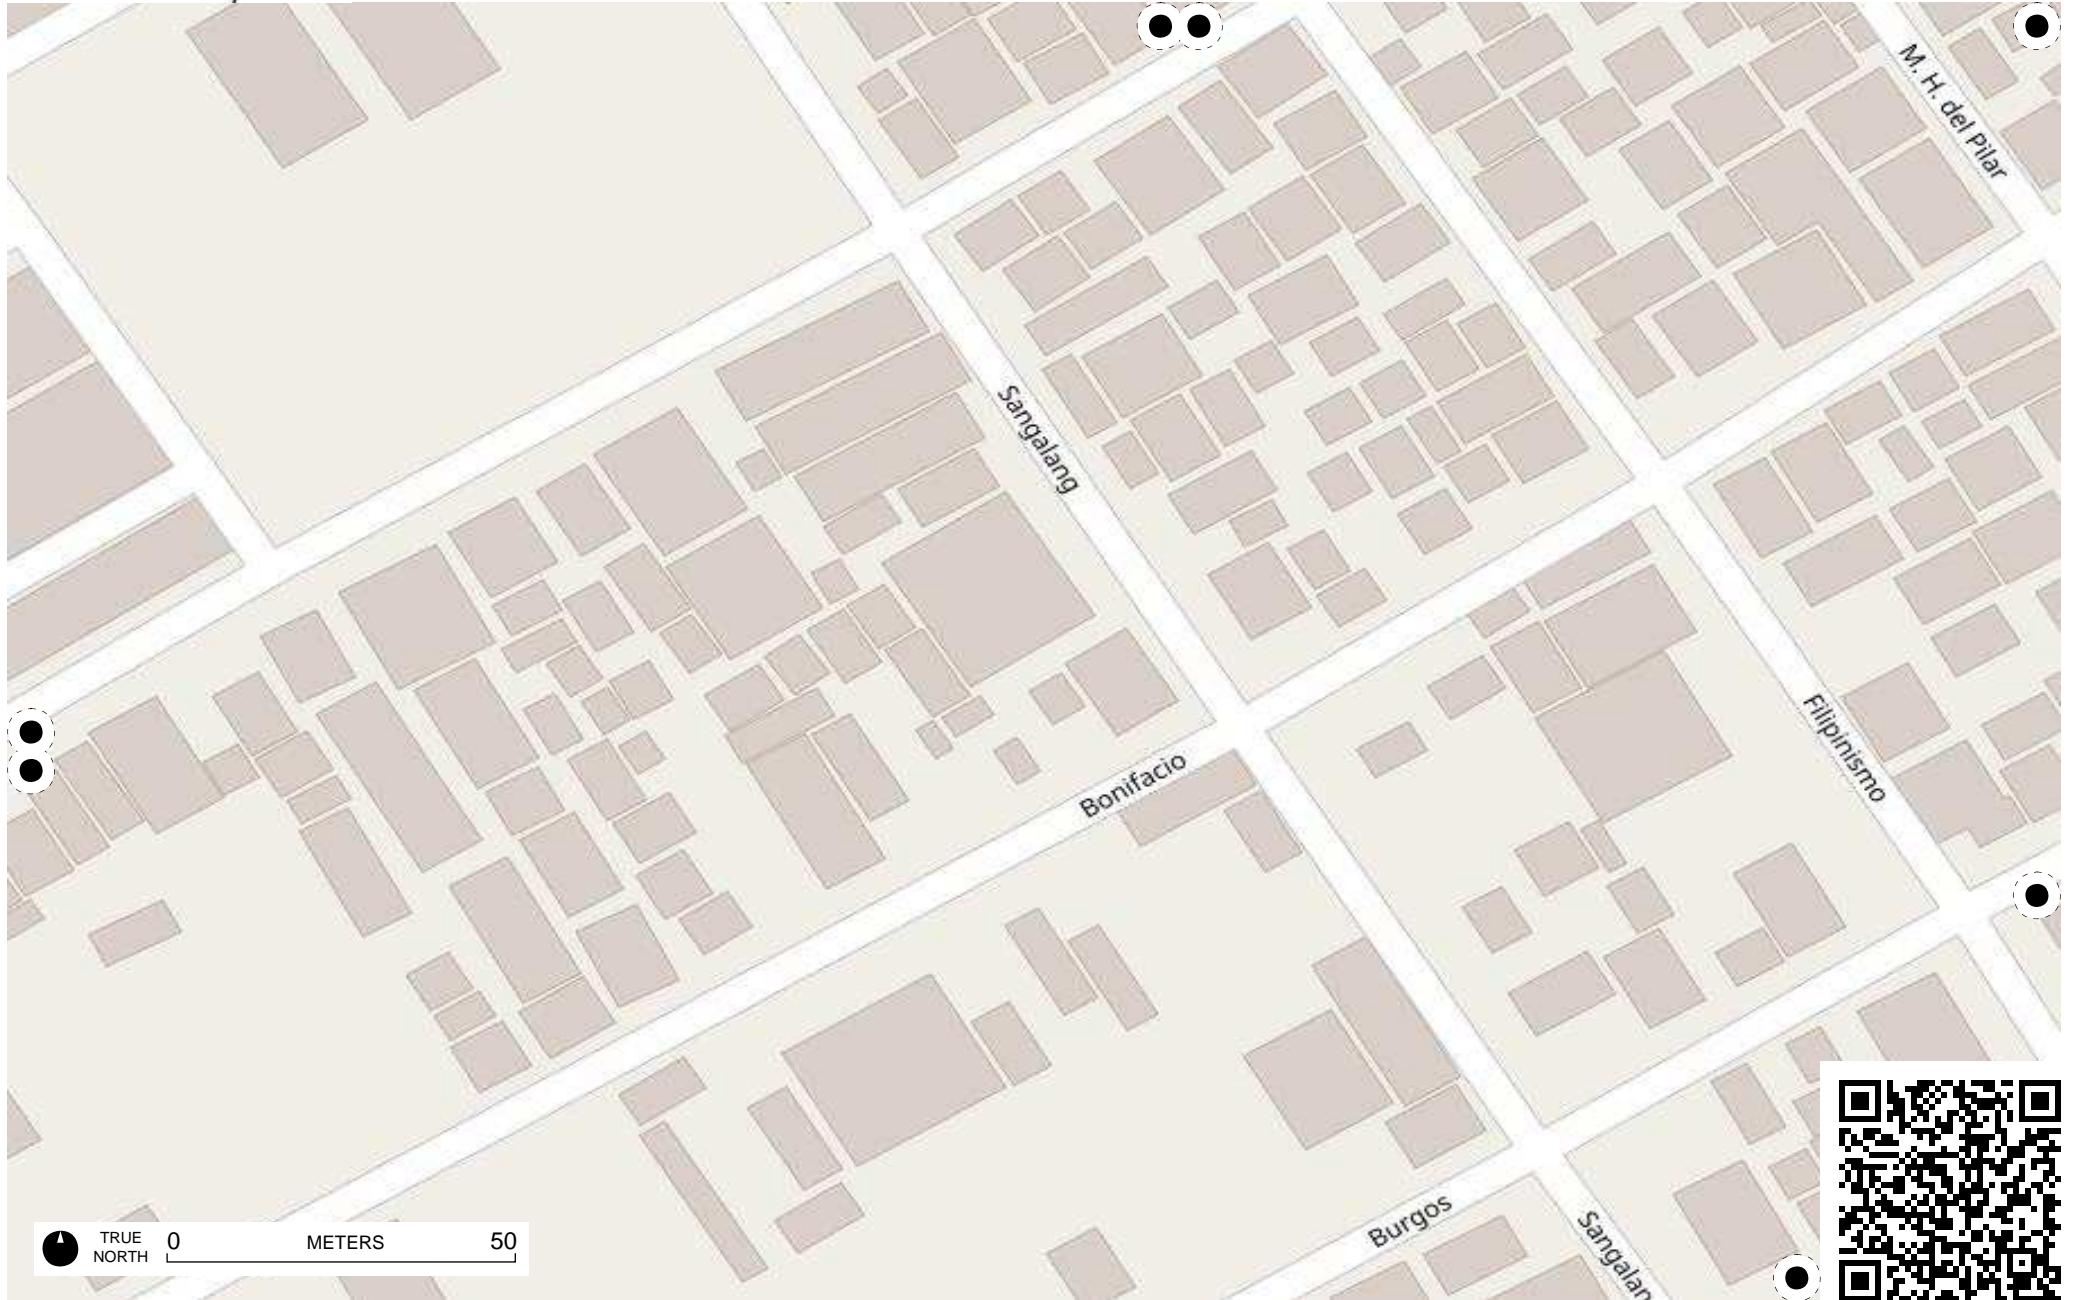 M. H. del Pilar
Sangalang
Filipinismo
Bonifacio
Burgos
Sangalan
TRUE
NORTH
0 METERS 50